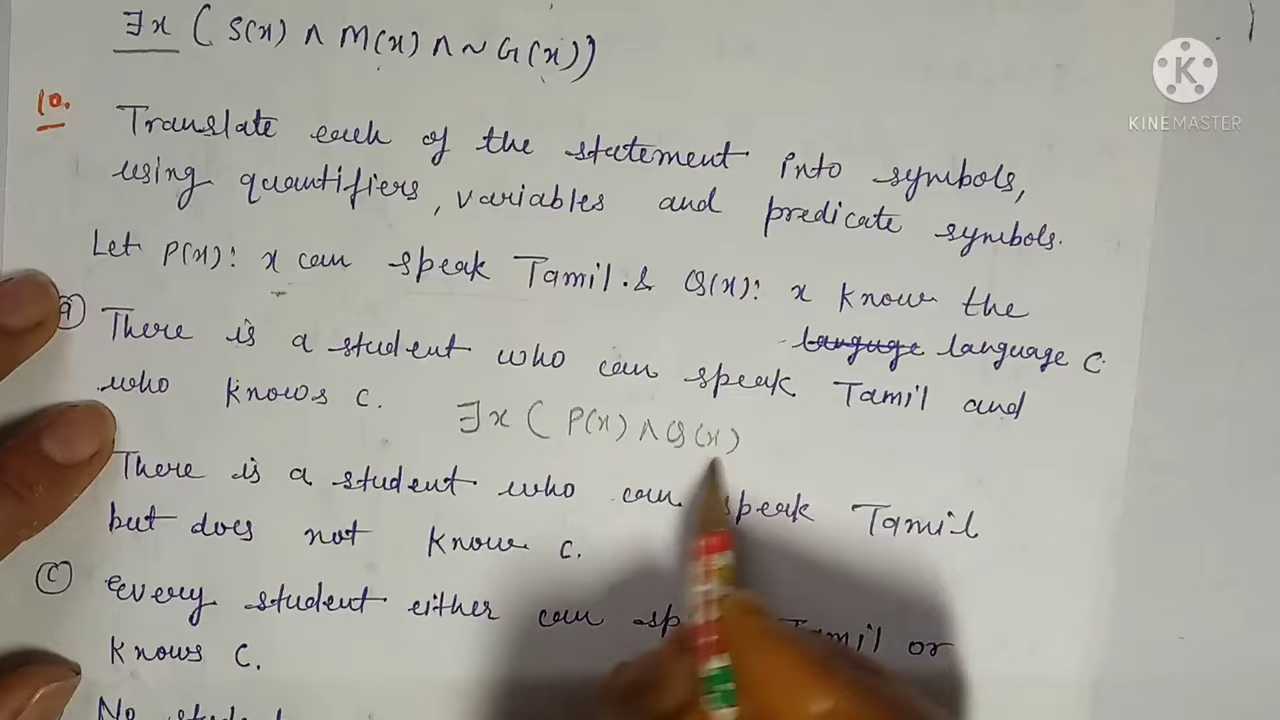 ∃x ( S(x) ∧ M(x) ∧ ~ G(x))
KINEMASTER
10. Translate each of the statement into symbols,
using quantifiers, variables and predicate symbols.
Let P(x): x can speak Tamil. & Q(x): x know the
language language C.
a) There is a student who can speak Tamil and
who knows C. ∃x ( P(x) ∧ Q(x)
There is a student who can speak Tamil
but does not know C.
c) Every student either can Tamil or
knows C.
No